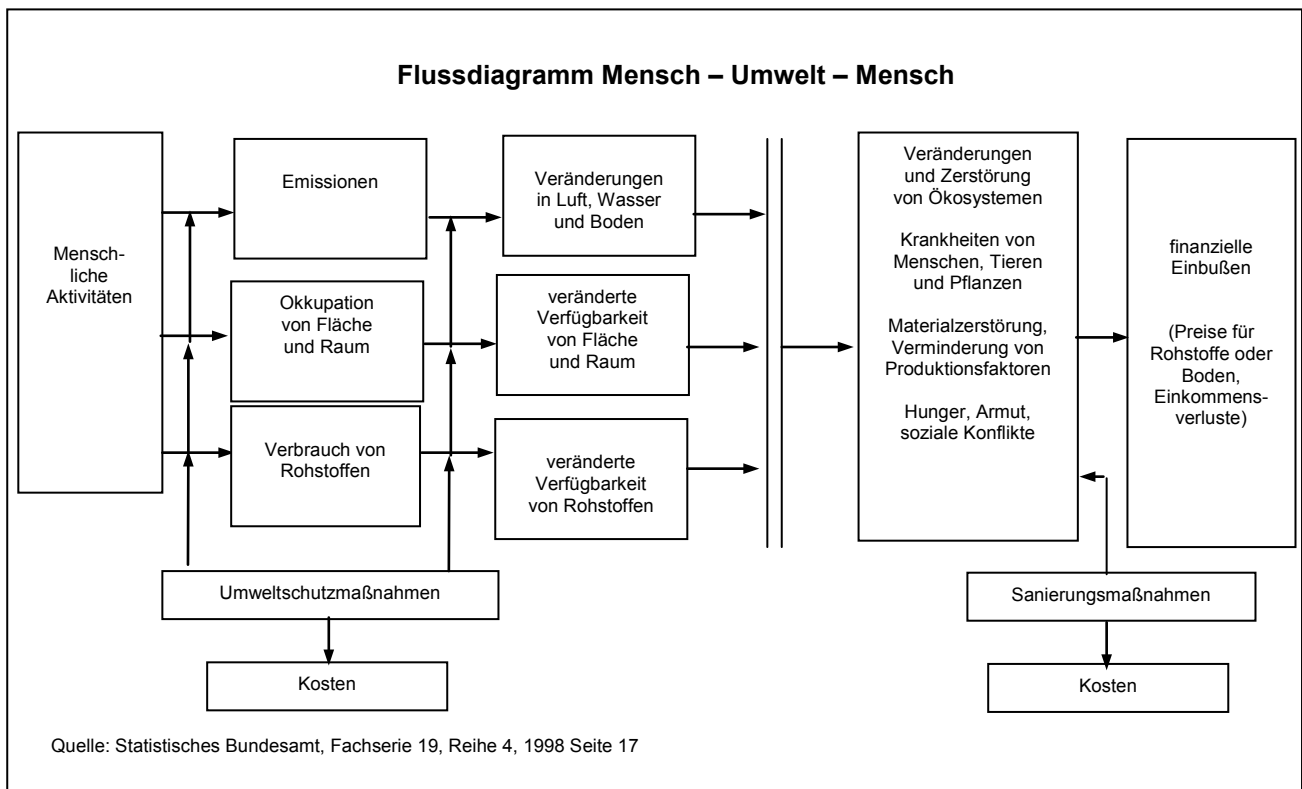 Flussdiagramm Mensch – Umwelt – Mensch
Mensch-
liche
Aktivitäten
Emissionen
Okkupation
von Fläche
und Raum
Verbrauch von
Rohstoffen
Veränderungen
in Luft, Wasser
und Boden
veränderte
Verfügbarkeit
von Fläche
und Raum
veränderte
Verfügbarkeit
von Rohstoffen
Veränderungen
und Zerstörung
von Ökosystemen
Krankheiten von
Menschen, Tieren
und Pflanzen
Materialzerstörung,
Verminderung von
Produktionsfaktoren
Hunger, Armut,
soziale Konflikte
finanzielle
Einbußen
(Preise für
Rohstoffe oder
Boden,
Einkommens-
verluste)
Umweltschutzmaßnahmen
Kosten
Sanierungsmaßnahmen
Kosten
Quelle: Statistisches Bundesamt, Fachserie 19, Reihe 4, 1998 Seite 17